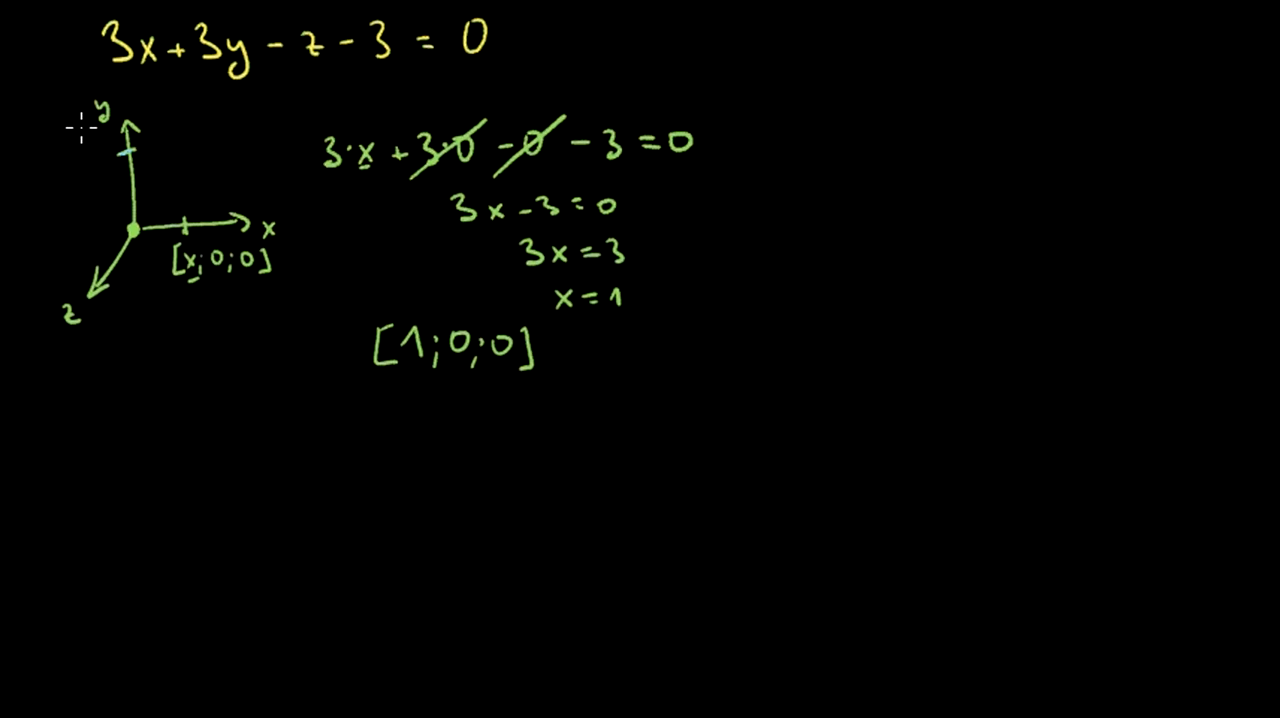 3x + 3y - z - 3 = 0
y
3·x + 3·0 - 0 - 3 = 0
3x - 3 = 0
x
[x; 0; 0]
3x = 3
x = 1
z
[1; 0; 0]